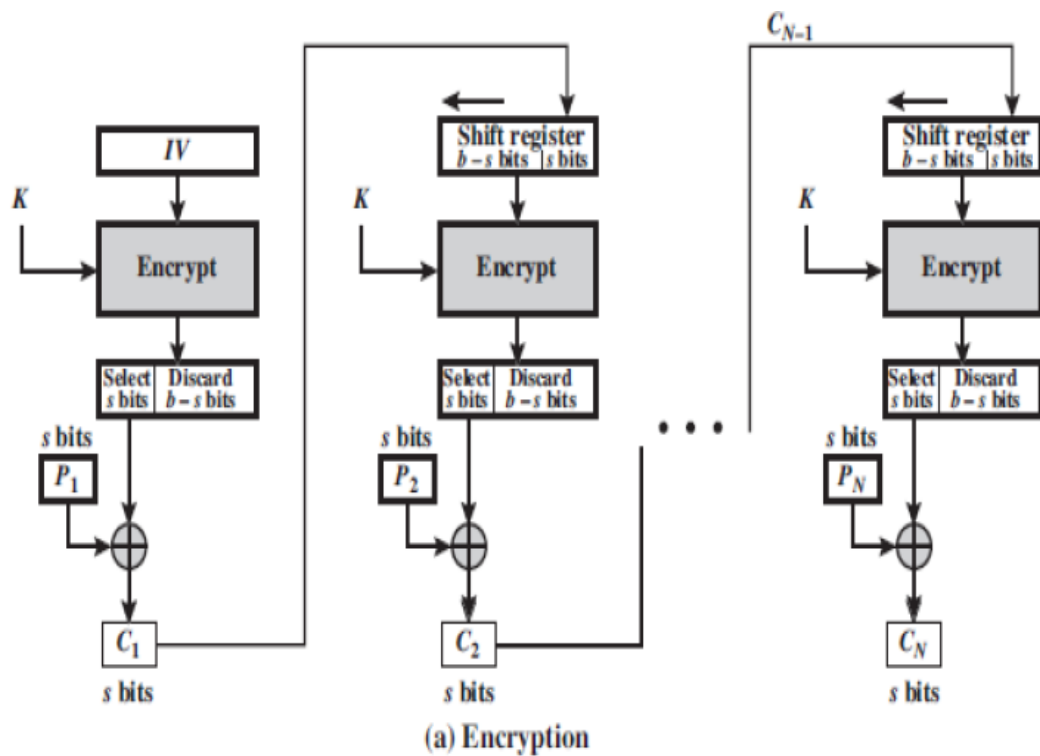 C_{N-1}
IV
Shift register
b – s bits | s bits
Shift register
b – s bits | s bits
K
K
K
Encrypt
Encrypt
Encrypt
Select Discard
s bits b – s bits
Select Discard
s bits b – s bits
Select Discard
s bits b – s bits
s bits
s bits
s bits
P_1
P_2
• • •
P_N
C_1
C_2
C_N
s bits
s bits
s bits
(a) Encryption